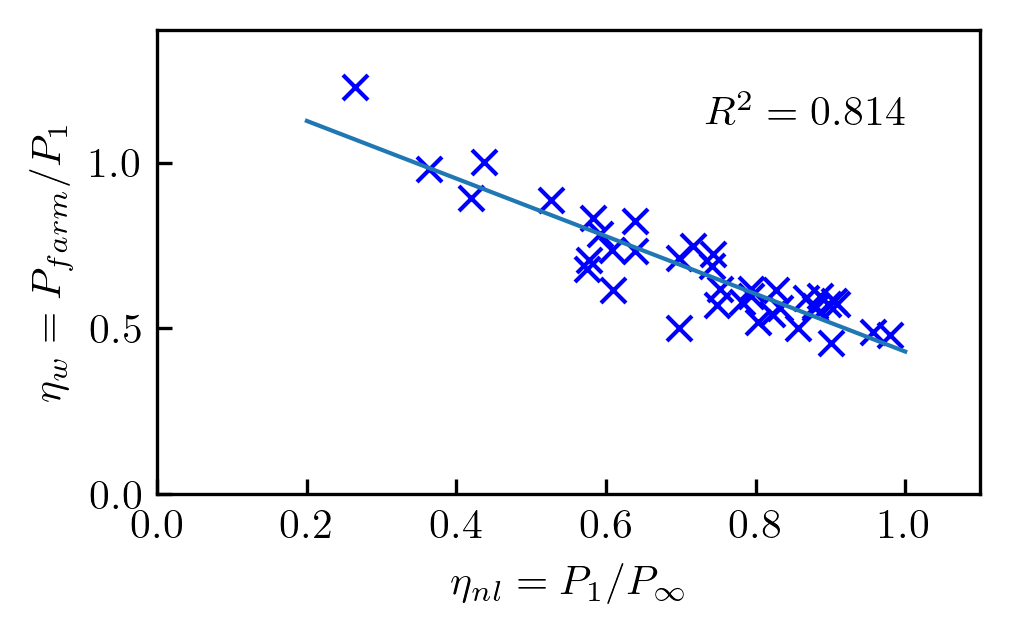 R² = 0.814
η_w = P_farm/P_1
1.0
0.5
0.0
0.0 0.2 0.4 0.6 0.8 1.0
η_nl = P_1/P_∞